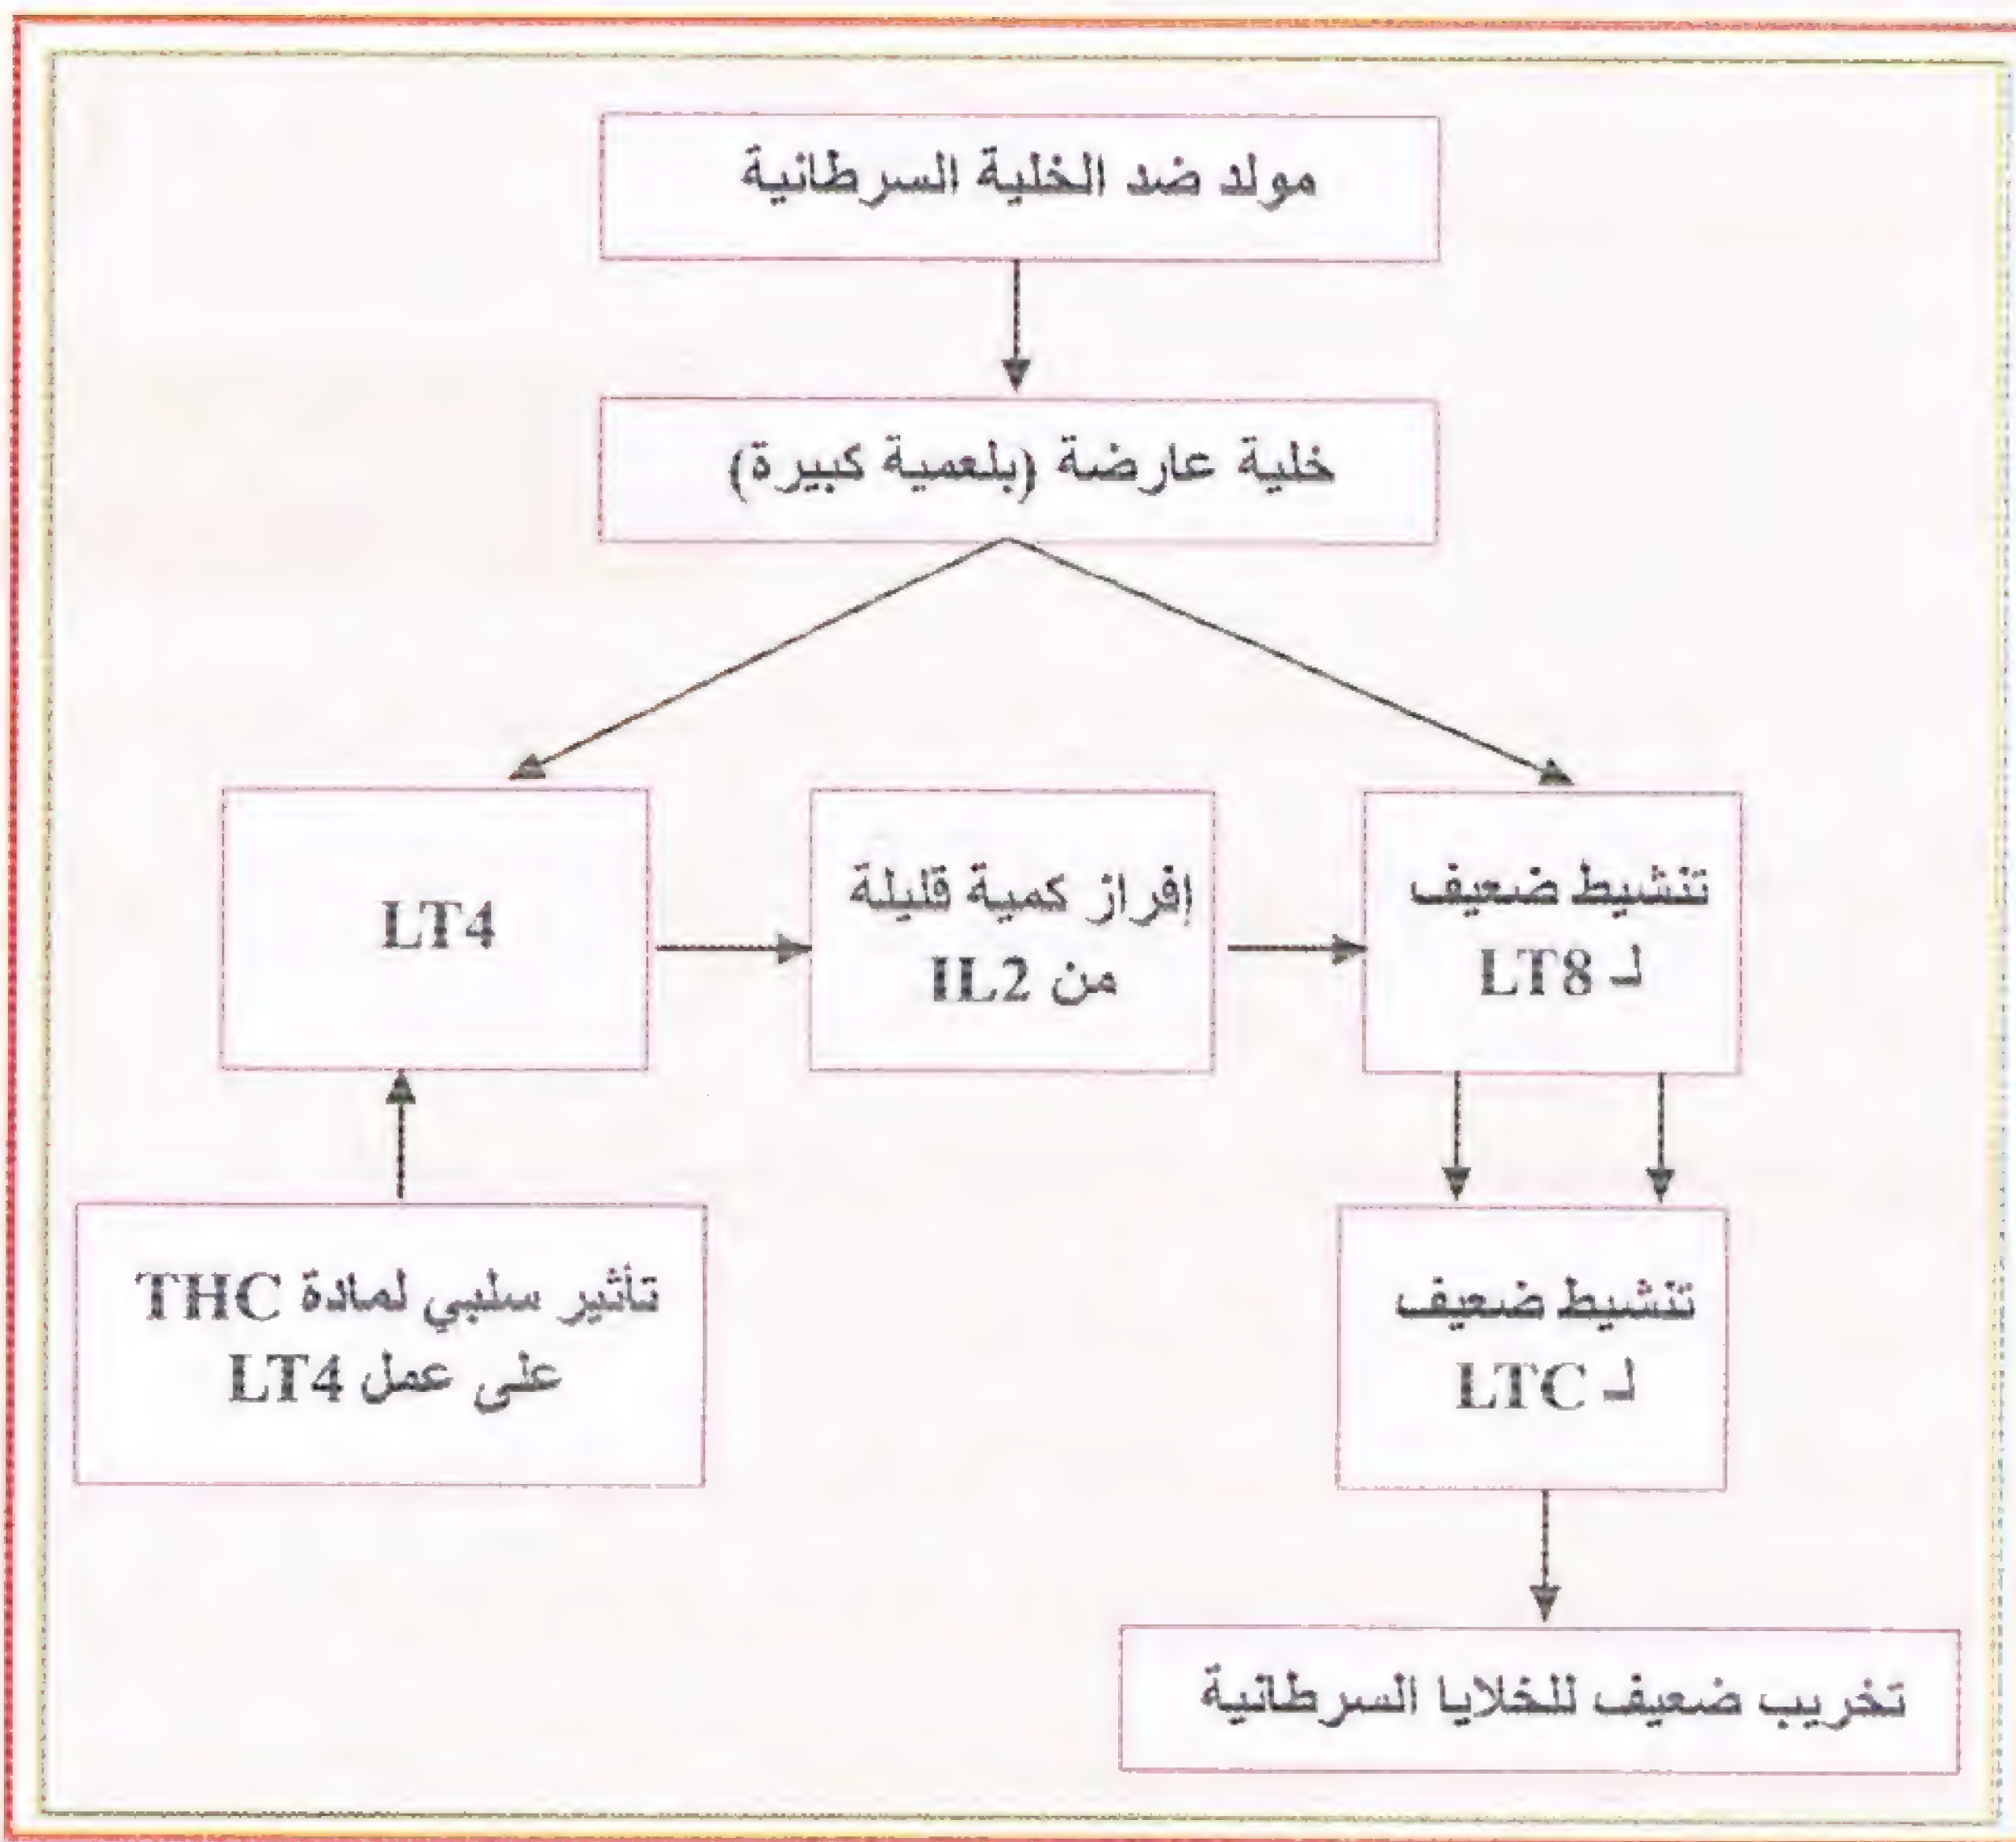 مولد ضد الخلية السرطانية
خلية عارضة (بلعمية كبيرة)
تنشيط ضعيف
لـ LT8
إفراز كمية قليلة
من IL2
LT4
تأثير سلبي لمادة THC
على عمل LT4
تنشيط ضعيف
لـ LTC
تخريب ضعيف للخلايا السرطانية